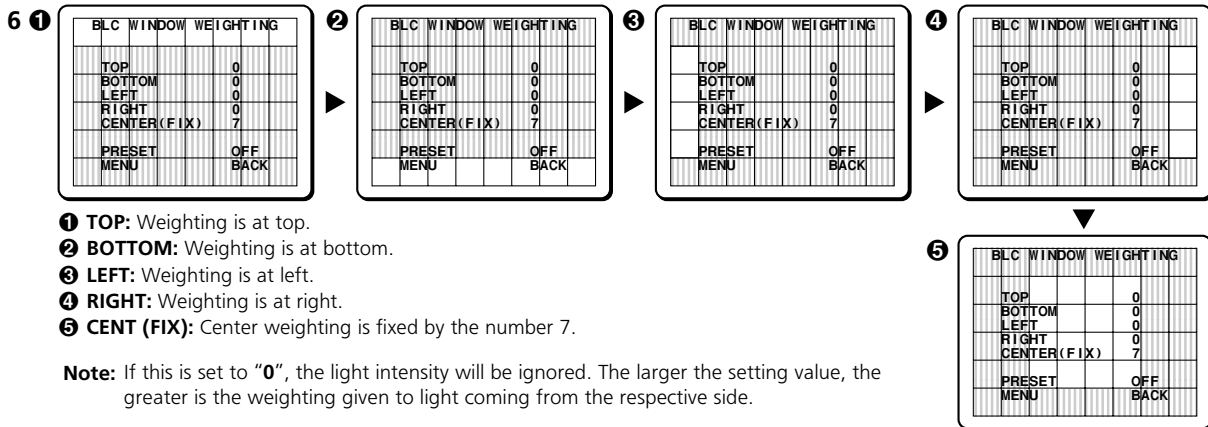 6 ❶ ❷ ❸ ❹
BLC WINDOW WEIGHTING
TOP 0
BOTTOM 0
LEFT 0
RIGHT 0
CENTER(FIX) 7
PRESET OFF
MENU BACK
▶
BLC WINDOW WEIGHTING
TOP 0
BOTTOM 0
LEFT 0
RIGHT 0
CENTER(FIX) 7
PRESET OFF
MENU BACK
▶
BLC WINDOW WEIGHTING
TOP 0
BOTTOM 0
LEFT 0
RIGHT 0
CENTER(FIX) 7
PRESET OFF
MENU BACK
▶
BLC WINDOW WEIGHTING
TOP 0
BOTTOM 0
LEFT 0
RIGHT 0
CENTER(FIX) 7
PRESET OFF
MENU BACK
▼
❶ TOP: Weighting is at top.
❷ BOTTOM: Weighting is at bottom.
❸ LEFT: Weighting is at left.
❹ RIGHT: Weighting is at right.
❺ CENT (FIX): Center weighting is fixed by the number 7.
Note: If this is set to “0”, the light intensity will be ignored. The larger the setting value, the
greater is the weighting given to light coming from the respective side.
❺
BLC WINDOW WEIGHTING
TOP 0
BOTTOM 0
LEFT 0
RIGHT 0
CENTER(FIX) 7
PRESET OFF
MENU BACK